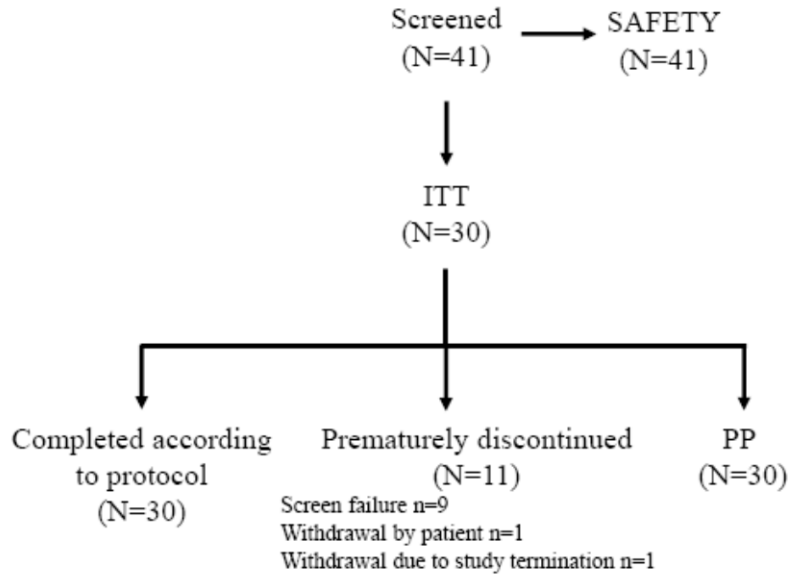 Screened
(N=41)
SAFETY
(N=41)
ITT
(N=30)
Completed according
to protocol
(N=30)
Prematurely discontinued
(N=11)
Screen failure n=9
Withdrawal by patient n=1
Withdrawal due to study termination n=1
PP
(N=30)